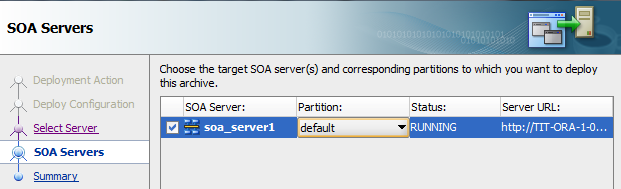 SOA Servers
Deployment Action
Deploy Configuration
Select Server
SOA Servers
Summary
Choose the target SOA server(s) and corresponding partitions to which you want to deploy
this archive.
SOA Server: Partition: Status: Server URL:
soa_server1 default RUNNING http://TIT-ORA-1-0...